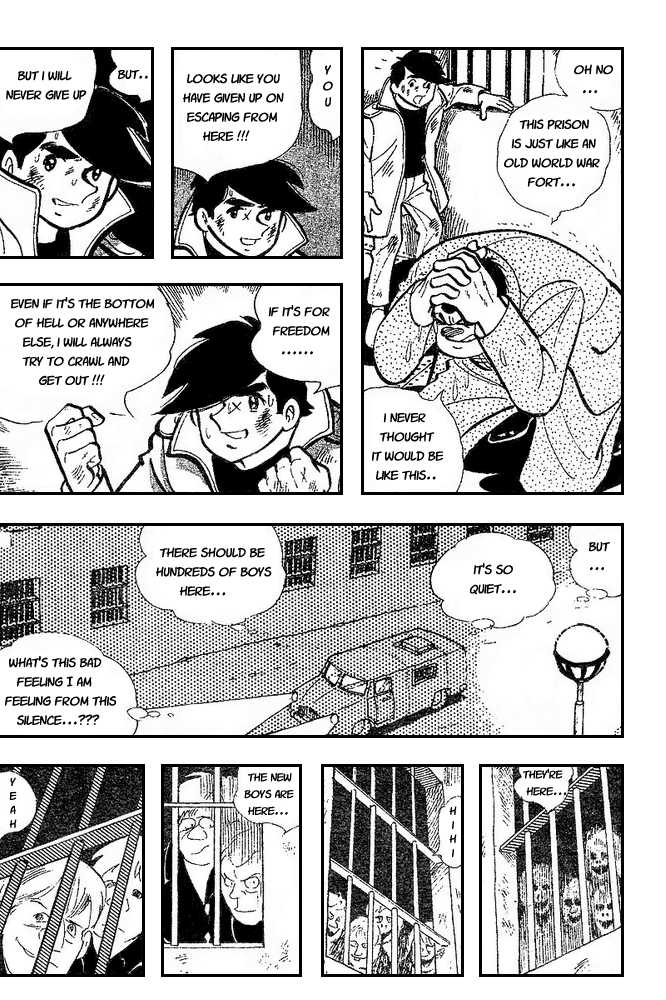 OH NO
...
THIS PRISON
IS JUST LIKE AN
OLD WORLD WAR
FORT...
I NEVER
THOUGHT
IT WOULD BE
LIKE THIS..
YOU
LOOKS LIKE YOU
HAVE GIVEN UP ON
ESCAPING FROM
HERE !!!
BUT..
BUT I WILL
NEVER GIVE UP
IF IT'S FOR
FREEDOM
......
EVEN IF IT'S THE BOTTOM
OF HELL OR ANYWHERE
ELSE, I WILL ALWAYS
TRY TO CRAWL AND
GET OUT !!!
BUT
...
IT'S SO
QUIET...
THERE SHOULD BE
HUNDREDS OF BOYS
HERE...
WHAT'S THIS BAD
FEELING I AM
FEELING FROM THIS
SILENCE...???
THEY'RE
HERE...
HIHI
THE NEW
BOYS ARE
HERE...
YEAH